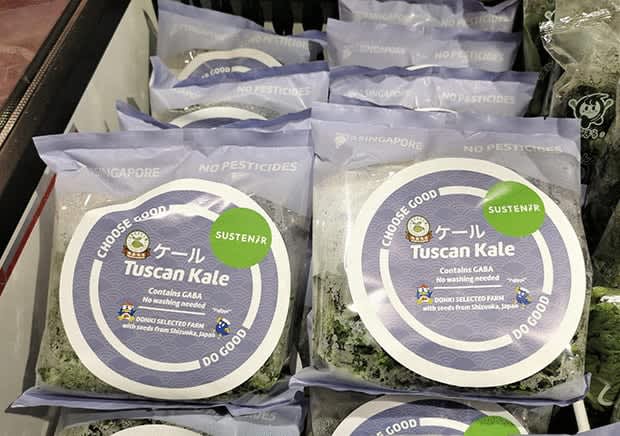 SINGAPORE NO PESTICIDES
NO PESTICIDES
SINGAPORE NO PESTICIDES
CHOOSE GOOD
SUSTENIR
ケール
Tuscan Kale
Contains GABA
No washing needed
DONKI SELECTED FARM
with seeds from Shizuoka, Japan
DO GOOD
SINGAPORE
CHOOSE GOOD
SUSTENIR
ケール
Tuscan Kale
Contains GABA
No washing needed
DONKI SELECTED FARM
with seeds from Shizuoka, Japan
DO GOOD